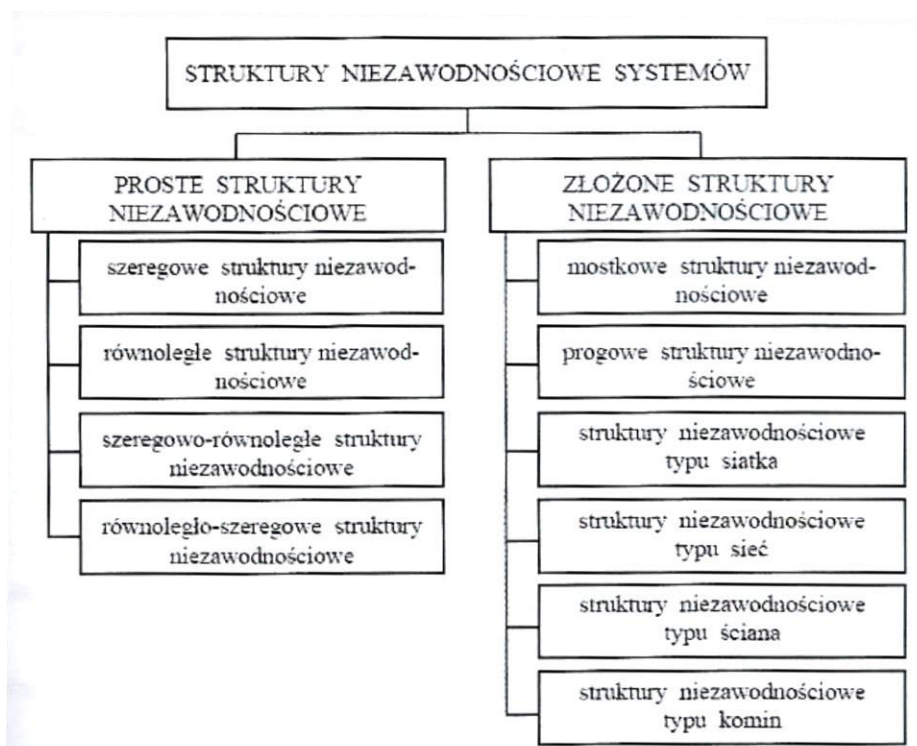 STRUKTURY NIEZAWODNOŚCIOWE SYSTEMÓW
PROSTE STRUKTURY
NIEZAWODNOŚCIOWE
szeregowe struktury niezawod-
nościowe
równoległe struktury niezawod-
nościowe
szeregowo-równoległe struktury
niezawodnościowe
równoległo-szeregowe struktury
niezawodnościowe
ZŁOŻONE STRUKTURY
NIEZAWODNOŚCIOWE
mostkowe struktury niezawod-
nościowe
progowe struktury niezawodno-
ściowe
struktury niezawodnościowe
typu siatka
struktury niezawodnościowe
typu sieć
struktury niezawodnościowe
typu ściana
struktury niezawodnościowe
typu komin